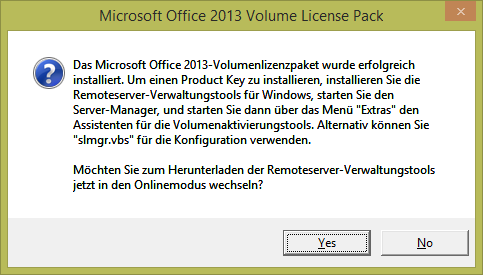 Microsoft Office 2013 Volume License Pack
Das Microsoft Office 2013-Volumenlizenzpaket wurde erfolgreich
installiert. Um einen Product Key zu installieren, installieren Sie die
Remoteserver-Verwaltungstools für Windows, starten Sie den
Server-Manager, und starten Sie dann über das Menü "Extras" den
Assistenten für die Volumenaktivierungstools. Alternativ können Sie
"slmgr.vbs" für die Konfiguration verwenden.
Möchten Sie zum Herunterladen der Remoteserver-Verwaltungstools
jetzt in den Onlinemodus wechseln?
Yes
No